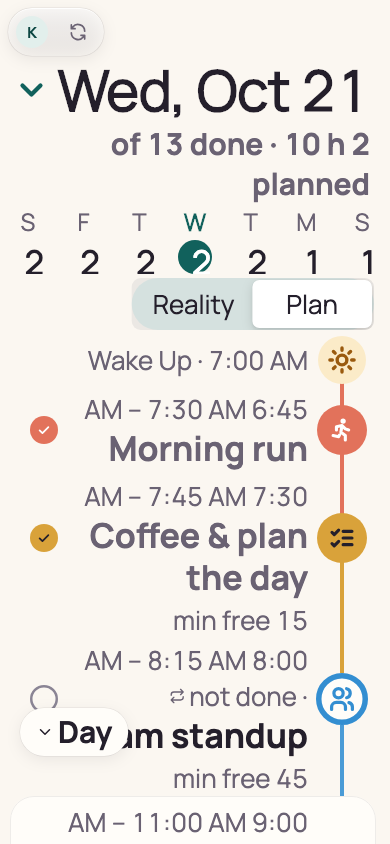 K
Wed, Oct 21
of 13 done · 10 h 2
planned
S F T W T M S
2 2 2 2 2 1 1
Reality Plan
Wake Up · 7:00 AM
AM – 7:30 AM 6:45
Morning run
AM – 7:45 AM 7:30
Coffee & plan
the day
min free 15
AM – 8:15 AM 8:00
not done ·
am standup
Day
min free 45
AM – 11:00 AM 9:00